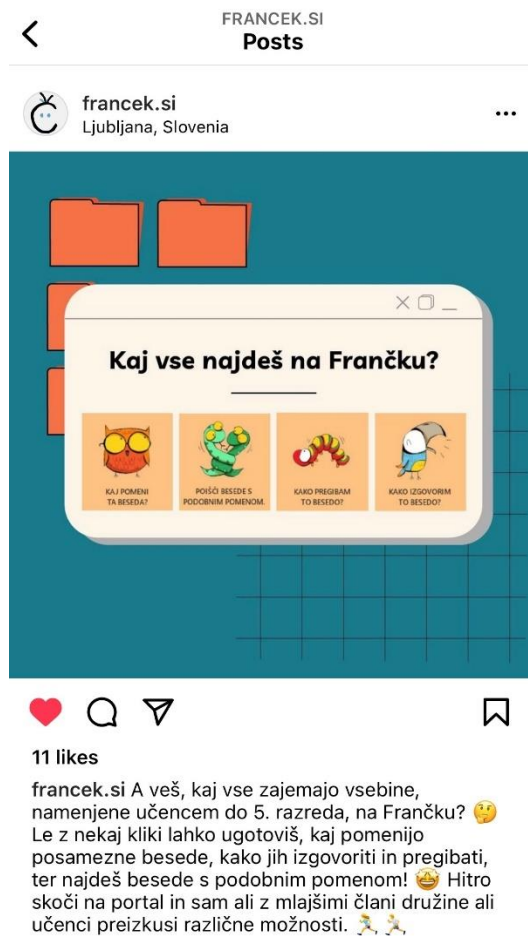 FRANCEK.SI
Posts
francek.si
Ljubljana, Slovenia
Kaj vse najdeš na Frančku?
KAJ POMENI
TA BESEDA?
POIŠČI BESEDE S
PODOBNIM POMENOM.
KAKO PREGIBAM
TO BESEDO?
KAKO IZGOVORIM
TO BESEDO?
11 likes
francek.si A veš, kaj vse zajemajo vsebine,
namenjene učencem do 5. razreda, na Frančku? 🤔
Le z nekaj kliki lahko ugotoviš, kaj pomenijo
posamezne besede, kako jih izgovoriti in pregibati,
ter najdeš besede s podobnim pomenom! 🤩 Hitro
skoči na portal in sam ali z mlajšimi člani družine ali
učenci preizkusi različne možnosti. 🏃‍♂️🏃